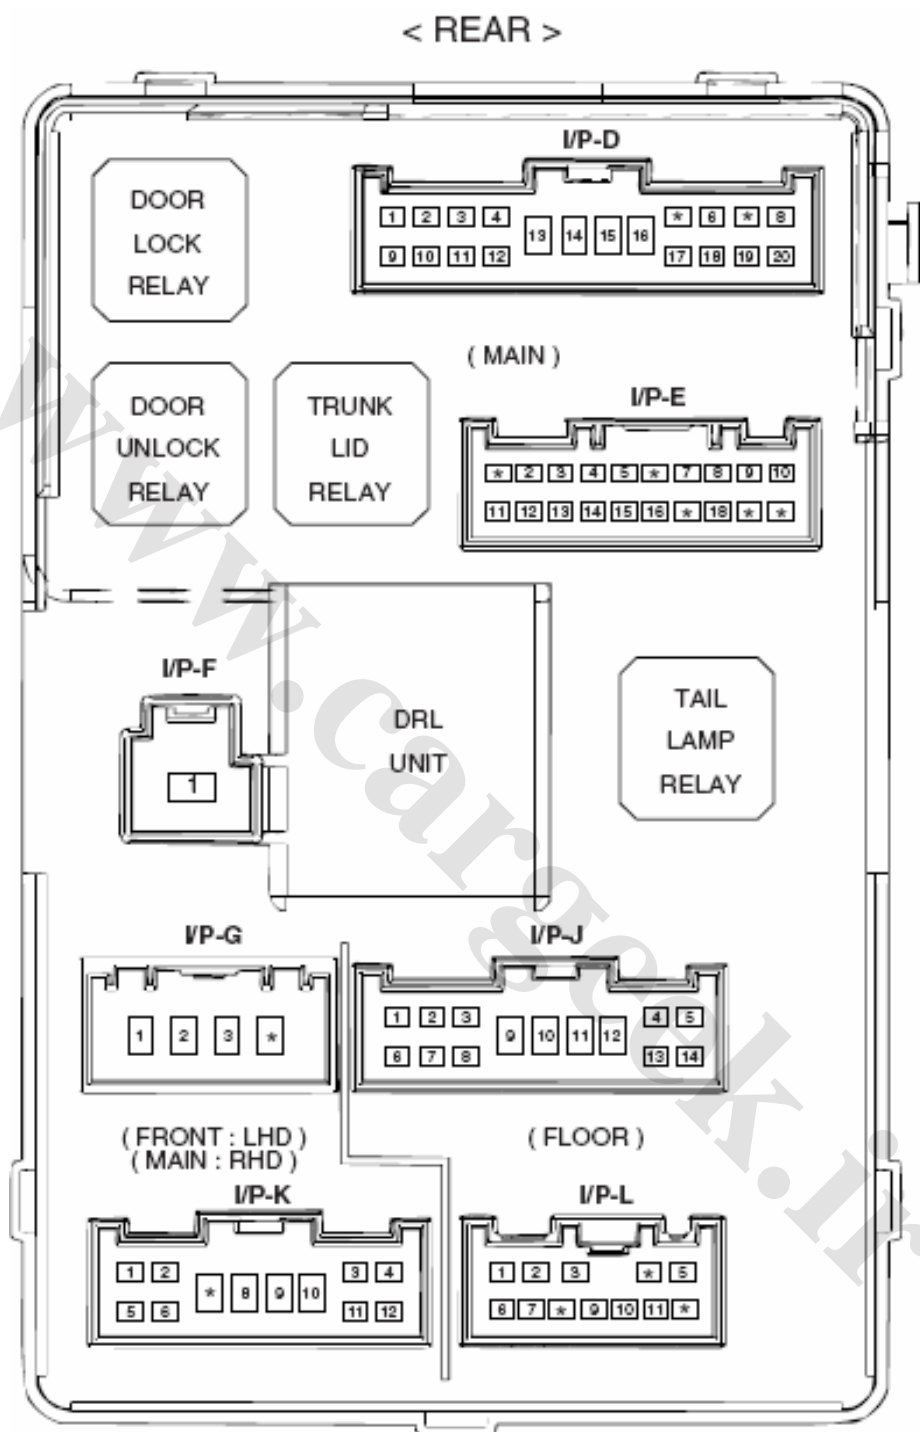 < REAR >
I/P-D
DOOR
LOCK
RELAY
1 2 3 4 13 14 15 16 * 6 * 8
9 10 11 12 17 18 19 20
( MAIN )
I/P-E
DOOR
UNLOCK
RELAY
TRUNK
LID
RELAY
* 2 3 4 5 * 7 8 9 10
11 12 13 14 15 16 * 18 * *
I/P-F
1
DRL
UNIT
TAIL
LAMP
RELAY
I/P-G
1 2 3 *
I/P-J
1 2 3 9 10 11 12 4 5
6 7 8 13 14
( FRONT : LHD )
( MAIN : RHD )
( FLOOR )
I/P-K
1 2 * 8 9 10 3 4
5 6 11 12
I/P-L
1 2 3 * 5
6 7 * 9 10 11 *
www.cargeek.ir